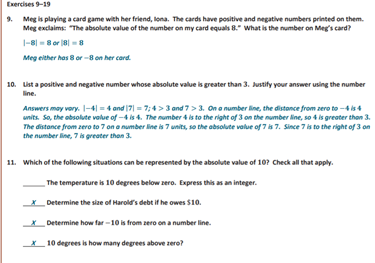 Exercises 9–19
9. Meg is playing a card game with her friend, Iona. The cards have positive and negative numbers printed on them.
Meg exclaims: “The absolute value of the number on my card equals 8.” What is the number on Meg’s card?
|−8| = 8 or |8| = 8
Meg either has 8 or −8 on her card.
10. List a positive and negative number whose absolute value is greater than 3. Justify your answer using the number
line.
Answers may vary. |−4| = 4 and |7| = 7; 4 > 3 and 7 > 3. On a number line, the distance from zero to −4 is 4
units. So, the absolute value of −4 is 4. The number 4 is to the right of 3 on the number line, so 4 is greater than 3.
The distance from zero to 7 on a number line is 7 units, so the absolute value of 7 is 7. Since 7 is to the right of 3 on
the number line, 7 is greater than 3.
11. Which of the following situations can be represented by the absolute value of 10? Check all that apply.
_____ The temperature is 10 degrees below zero. Express this as an integer.
__X__ Determine the size of Harold’s debt if he owes $10.
__X__ Determine how far −10 is from zero on a number line.
__X__ 10 degrees is how many degrees above zero?